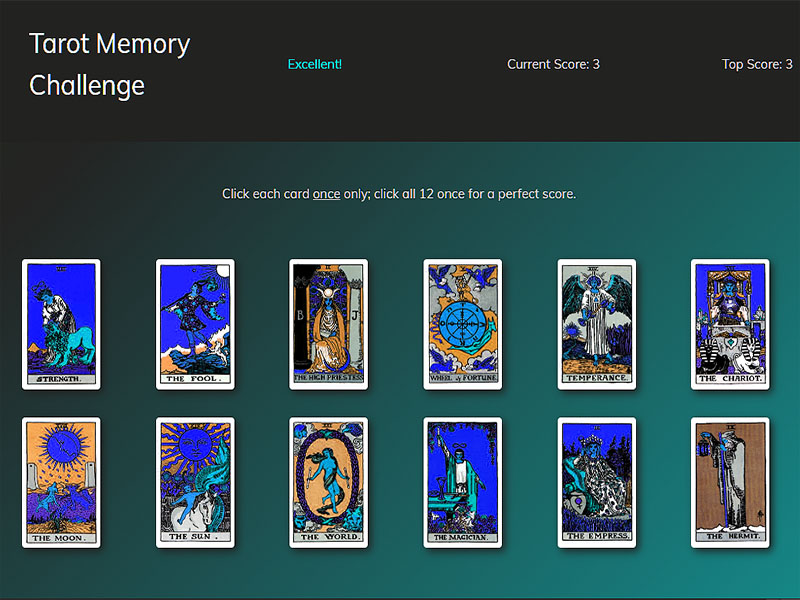 Tarot Memory
Challenge
Excellent!
Current Score: 3
Top Score: 3
Click each card once only; click all 12 once for a perfect score.
STRENGTH.
THE FOOL.
B
J
THE HIGH PRIESTESS
WHEEL of FORTUNE.
TEMPERANCE.
THE CHARIOT.
THE MOON.
THE SUN.
THE WORLD.
THE MAGICIAN.
THE EMPRESS.
THE HERMIT.